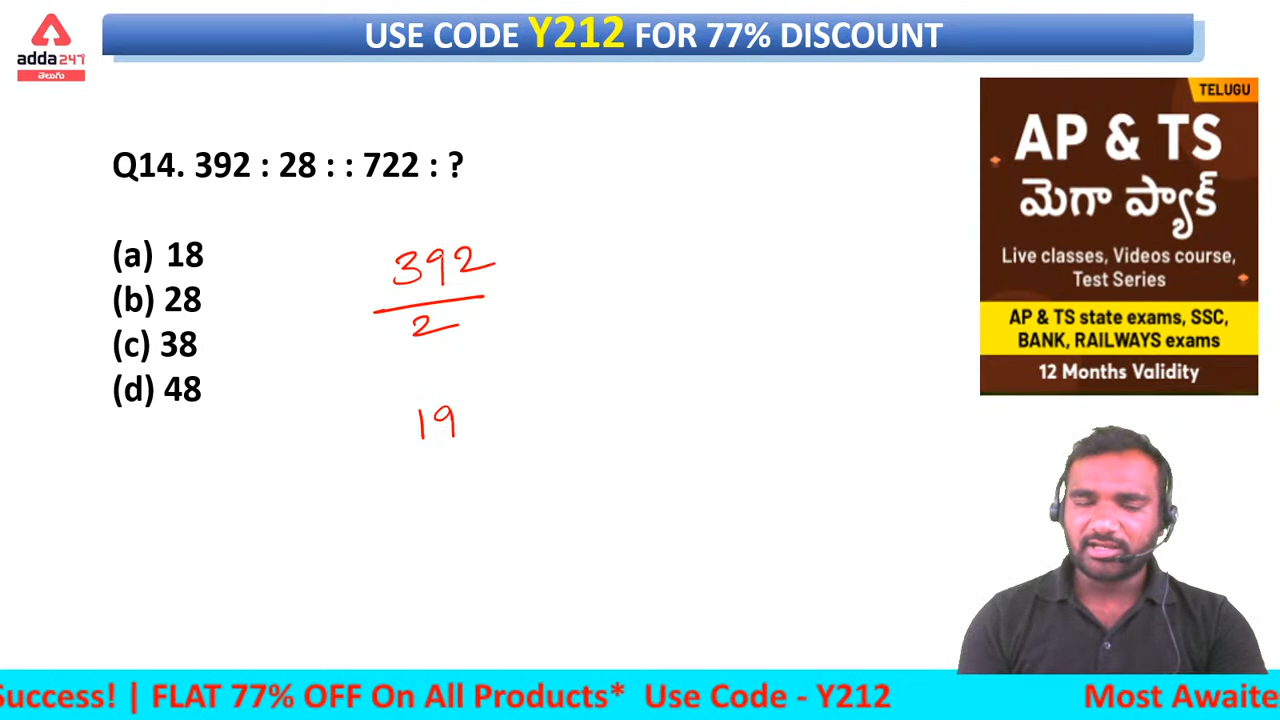 USE CODE Y212 FOR 77% DISCOUNT
adda247
తెలుగు
TELUGU
AP & TS
మెగా ప్యాక్
Live classes, Videos course,
Test Series
AP & TS state exams, SSC,
BANK, RAILWAYS exams
12 Months Validity
Q14. 392 : 28 : : 722 : ?
(a) 18
(b) 28
(c) 38
(d) 48
392
2
19
Success! | FLAT 77% OFF On All Products* Use Code - Y212
Most Awaite